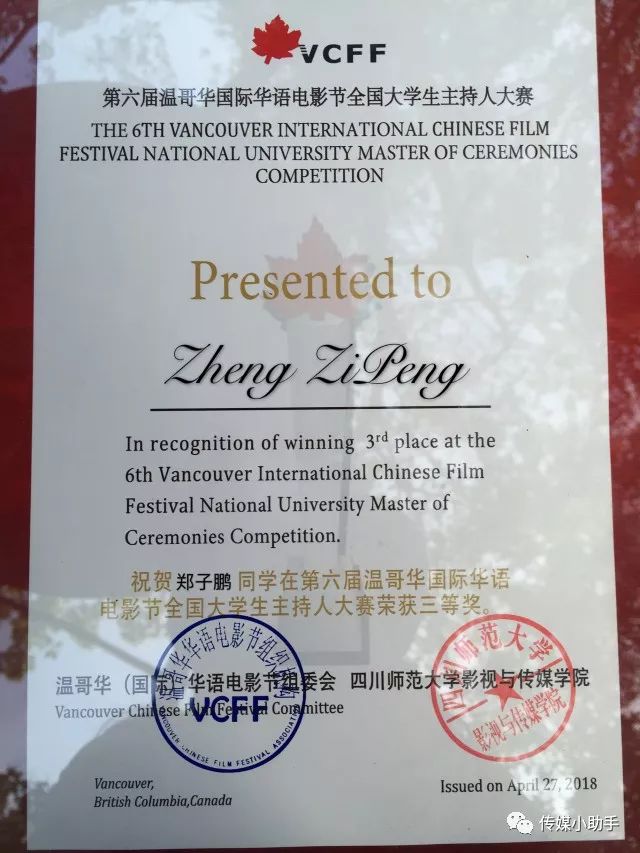 VCFF
第六届温哥华国际华语电影节全国大学生主持人大赛
THE 6TH VANCOUVER INTERNATIONAL CHINESE FILM
FESTIVAL NATIONAL UNIVERSITY MASTER OF CEREMONIES
COMPETITION
Presented to
Zheng ZiPeng
In recognition of winning 3rd place at the
6th Vancouver International Chinese Film
Festival National University Master of
Ceremonies Competition.
祝贺 郑子鹏 同学在第六届温哥华国际华语
电影节全国大学生主持人大赛荣获三等奖。
温哥华（国际）华语电影节组委会 四川师范大学影视与传媒学院
Vancouver Chinese Film Festival Committee
VCFF
VANCOUVER CHINESE FILM FESTIVAL ASSOCIATION
四川师范大学
影视与传媒学院
Vancouver,
British Columbia,Canada
Issued on April 27, 2018
传媒小助手